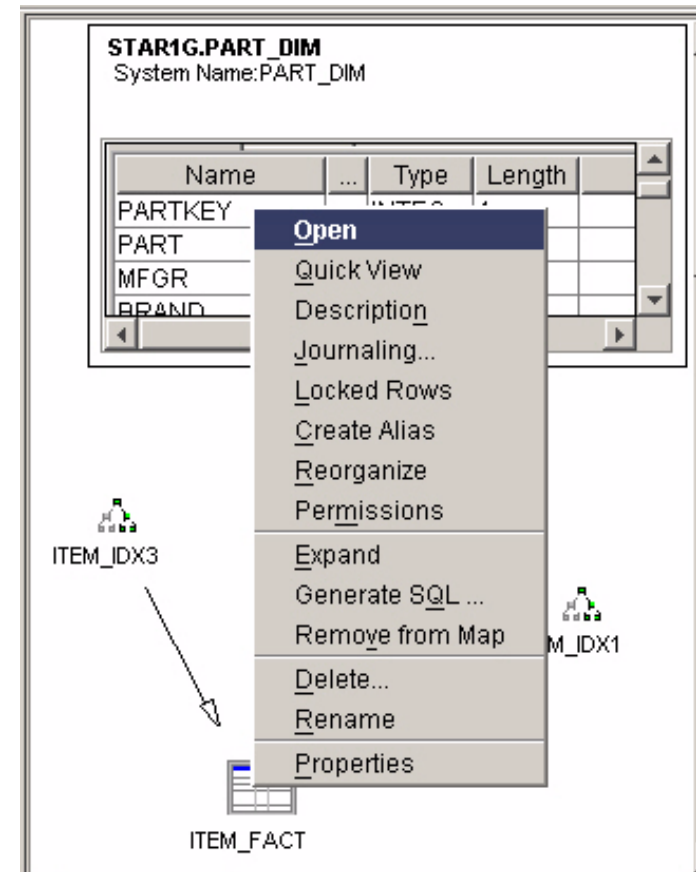 STAR1G.PART_DIM
System Name:PART_DIM
Name ... Type Length
PARTKEY
PART
MFGR
BRAND
Open
Quick View
Description
Journaling...
Locked Rows
Create Alias
Reorganize
Permissions
Expand
Generate SQL ...
Remove from Map
Delete...
Rename
Properties
ITEM_IDX3
M_IDX1
ITEM_FACT